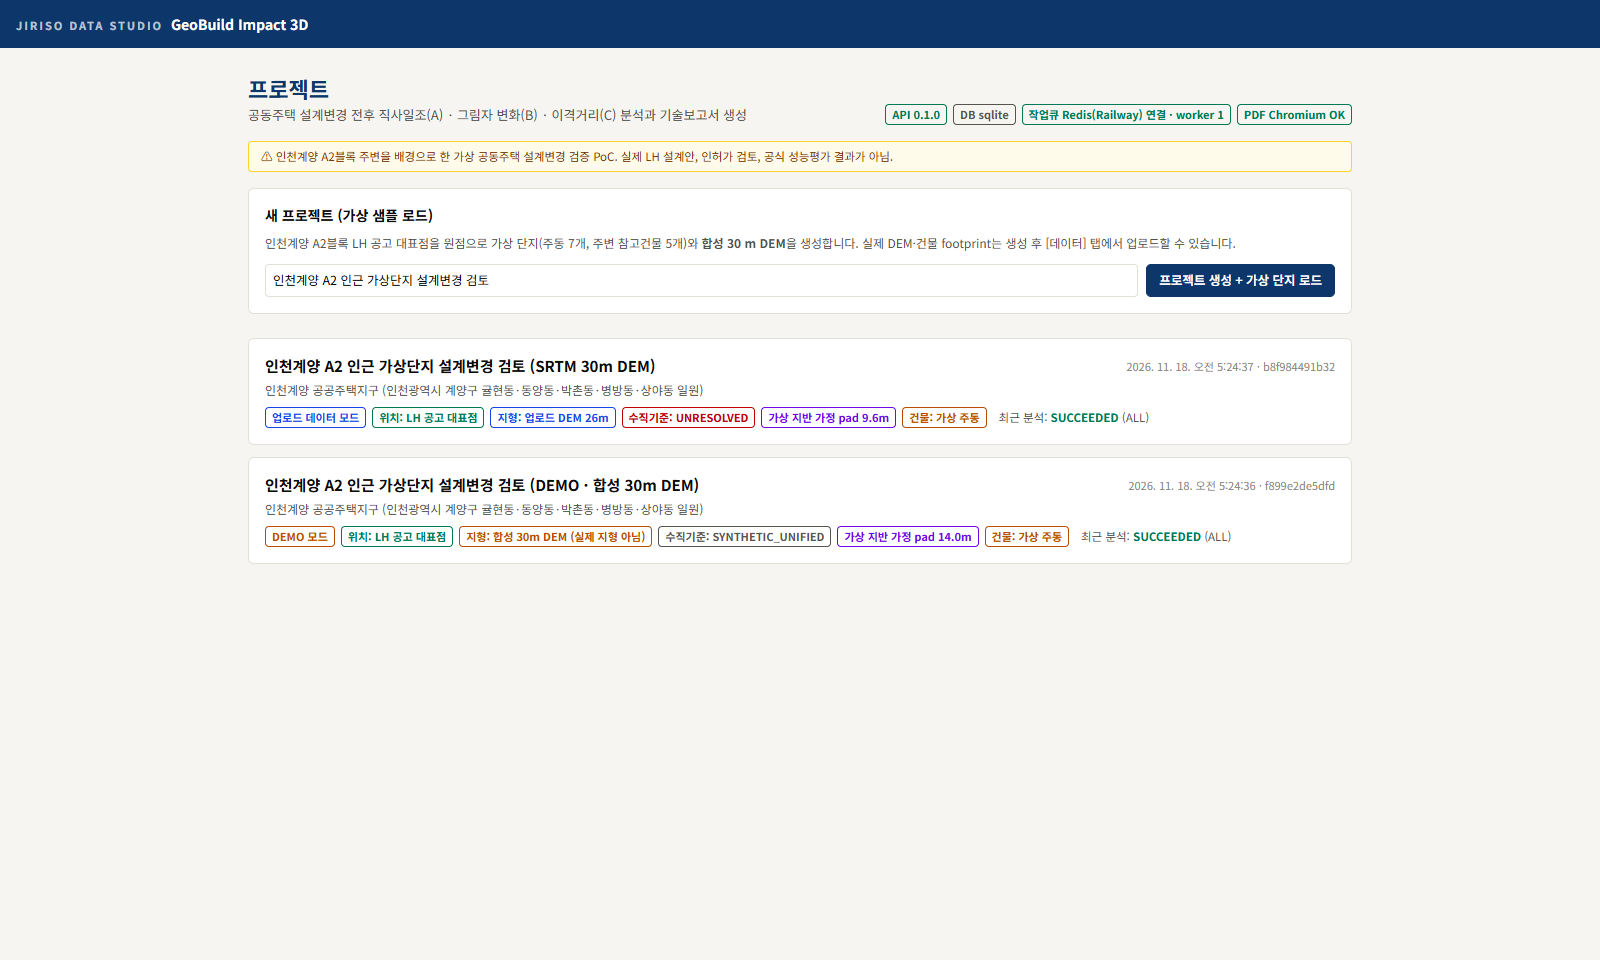 JIRISO DATA STUDIO GeoBuild Impact 3D
프로젝트
공동주택 설계변경 전후 직사일조(A) · 그림자 변화(B) · 이격거리(C) 분석과 기술보고서 생성
API 0.1.0 DB sqlite 작업큐 Redis(Railway) 연결 · worker 1 PDF Chromium OK
⚠ 인천계양 A2블록 주변을 배경으로 한 가상 공동주택 설계변경 검증 PoC. 실제 LH 설계안, 인허가 검토, 공식 성능평가 결과가 아님.
새 프로젝트 (가상 샘플 로드)
인천계양 A2블록 LH 공고 대표점을 원점으로 가상 단지(주동 7개, 주변 참고건물 5개)와 합성 30 m DEM을 생성합니다. 실제 DEM·건물 footprint는 생성 후 [데이터] 탭에서 업로드할 수 있습니다.
인천계양 A2 인근 가상단지 설계변경 검토 프로젝트 생성 + 가상 단지 로드
인천계양 A2 인근 가상단지 설계변경 검토 (SRTM 30m DEM) 2026. 11. 18. 오전 5:24:37 · b8f984491b32
인천계양 공공주택지구 (인천광역시 계양구 귤현동·동양동·박촌동·병방동·상야동 일원)
업로드 데이터 모드 위치: LH 공고 대표점 지형: 업로드 DEM 26m 수직기준: UNRESOLVED 가상 지반 가정 pad 9.6m 건물: 가상 주동 최근 분석: SUCCEEDED (ALL)
인천계양 A2 인근 가상단지 설계변경 검토 (DEMO · 합성 30m DEM) 2026. 11. 18. 오전 5:24:36 · f899e2de5dfd
인천계양 공공주택지구 (인천광역시 계양구 귤현동·동양동·박촌동·병방동·상야동 일원)
DEMO 모드 위치: LH 공고 대표점 지형: 합성 30m DEM (실제 지형 아님) 수직기준: SYNTHETIC_UNIFIED 가상 지반 가정 pad 14.0m 건물: 가상 주동 최근 분석: SUCCEEDED (ALL)